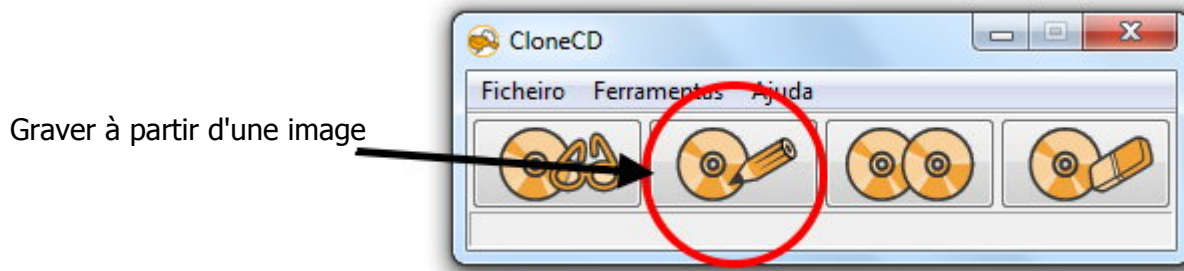 CloneCD
Ficheiro Ferramentas Ajuda
Graver à partir d'une image